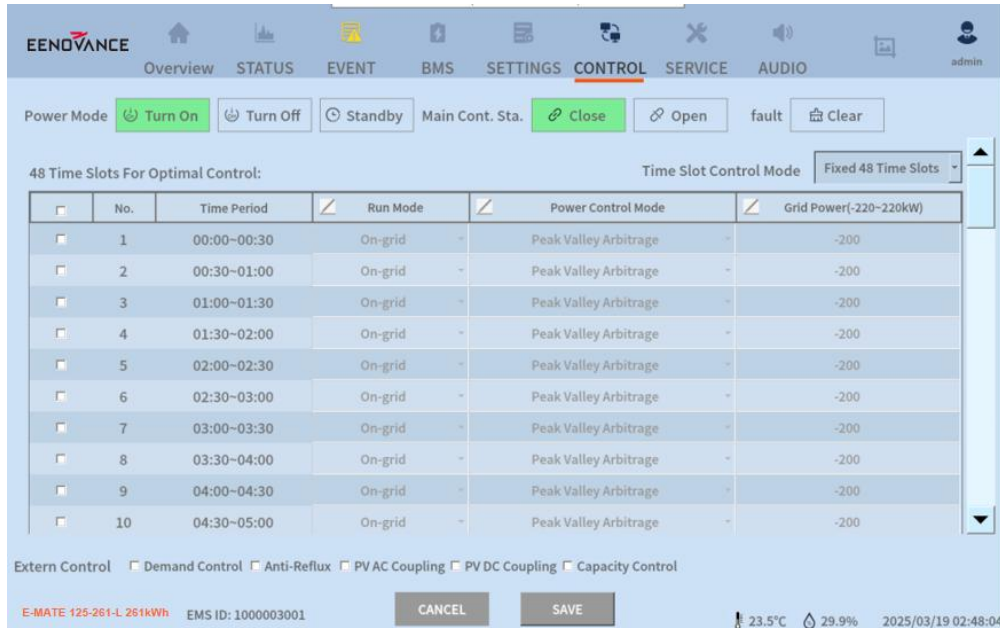 EENOVANCE
Overview STATUS EVENT BMS SETTINGS CONTROL SERVICE AUDIO admin
Power Mode Turn On Turn Off Standby Main Cont. Sta. Close Open fault Clear
48 Time Slots For Optimal Control: Time Slot Control Mode Fixed 48 Time Slots
No. Time Period Run Mode Power Control Mode Grid Power(-220~220kW)
1 00:00~00:30 On-grid Peak Valley Arbitrage -200
2 00:30~01:00 On-grid Peak Valley Arbitrage -200
3 01:00~01:30 On-grid Peak Valley Arbitrage -200
4 01:30~02:00 On-grid Peak Valley Arbitrage -200
5 02:00~02:30 On-grid Peak Valley Arbitrage -200
6 02:30~03:00 On-grid Peak Valley Arbitrage -200
7 03:00~03:30 On-grid Peak Valley Arbitrage -200
8 03:30~04:00 On-grid Peak Valley Arbitrage -200
9 04:00~04:30 On-grid Peak Valley Arbitrage -200
10 04:30~05:00 On-grid Peak Valley Arbitrage -200
Extern Control Demand Control Anti-Reflux PV AC Coupling PV DC Coupling Capacity Control
E-MATE 125-261-L 261kWh EMS ID: 1000003001 CANCEL SAVE 23.5°C 29.9% 2025/03/19 02:48:04